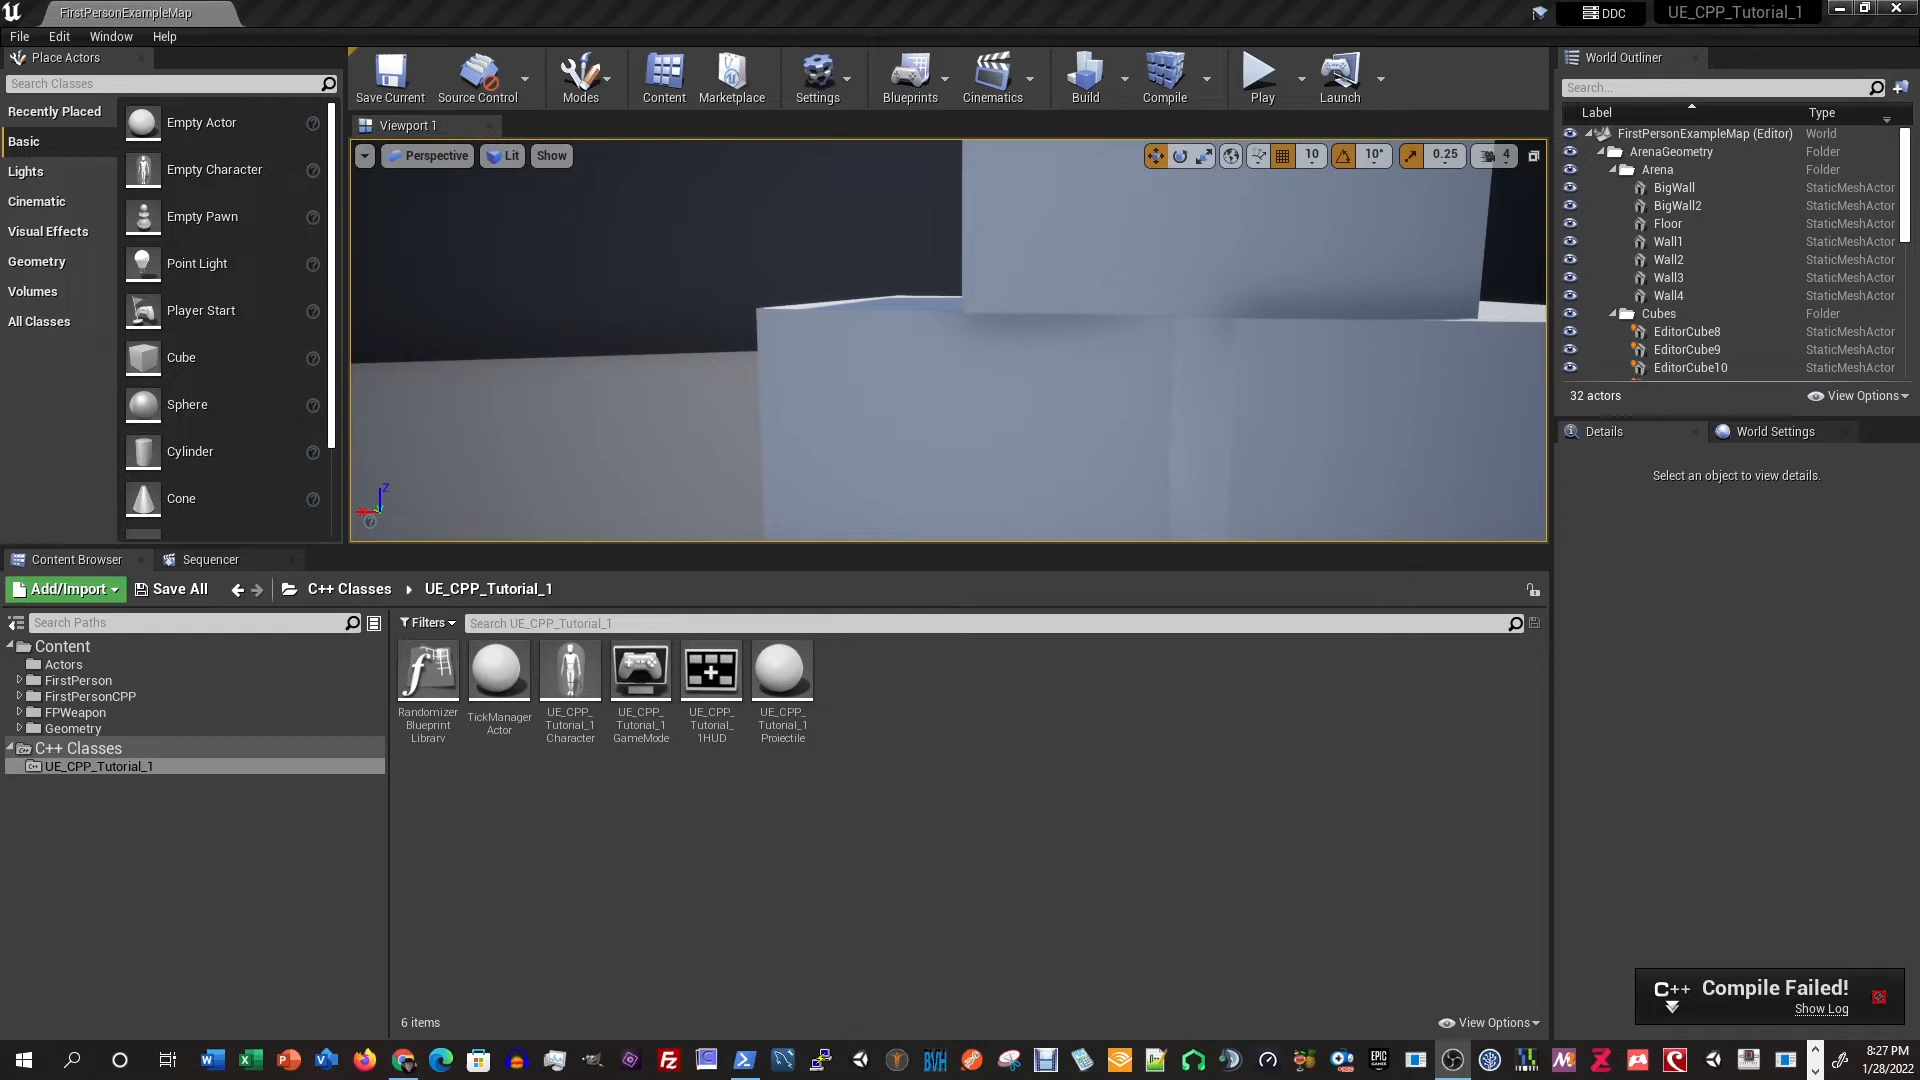 FirstPersonExampleMap
DDC
UE_CPP_Tutorial_1
File Edit Window Help
Place Actors
Search Classes
Recently Placed
Basic
Lights
Cinematic
Visual Effects
Geometry
Volumes
All Classes
Empty Actor
Empty Character
Empty Pawn
Point Light
Player Start
Cube
Sphere
Cylinder
Cone
Save Current
Source Control
Modes
Content
Marketplace
Settings
Blueprints
Cinematics
Build
Compile
Play
Launch
Viewport 1
Perspective
Lit
Show
10
10°
0.25
4
Z
World Outliner
Search...
Label Type
FirstPersonExampleMap (Editor) World
ArenaGeometry Folder
Arena Folder
BigWall StaticMeshActor
BigWall2 StaticMeshActor
Floor StaticMeshActor
Wall1 StaticMeshActor
Wall2 StaticMeshActor
Wall3 StaticMeshActor
Wall4 StaticMeshActor
Cubes Folder
EditorCube8 StaticMeshActor
EditorCube9 StaticMeshActor
EditorCube10 StaticMeshActor
32 actors
View Options
Details
World Settings
Select an object to view details.
Content Browser
Sequencer
Add/Import
Save All
C++ Classes
UE_CPP_Tutorial_1
Search Paths
Content
Actors
FirstPerson
FirstPersonCPP
FPWeapon
Geometry
C++ Classes
UE_CPP_Tutorial_1
Filters
Search UE_CPP_Tutorial_1
Randomizer
Blueprint
Library
TickManager
Actor
UE_CPP_
Tutorial_1
Character
UE_CPP_
Tutorial_1
GameMode
UE_CPP_
Tutorial_
1HUD
UE_CPP_
Tutorial_1
Projectile
6 items
View Options
C++
Compile Failed!
Show Log
8:27 PM
1/28/2022